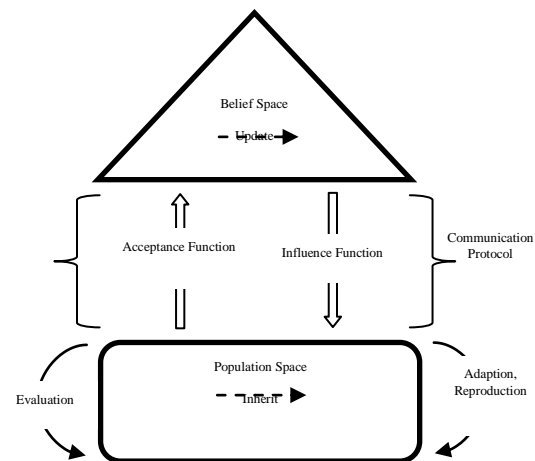 Belief Space
Update
Acceptance Function
Influence Function
Communication
Protocol
Population Space
Inherit
Evaluation
Adaption,
Reproduction